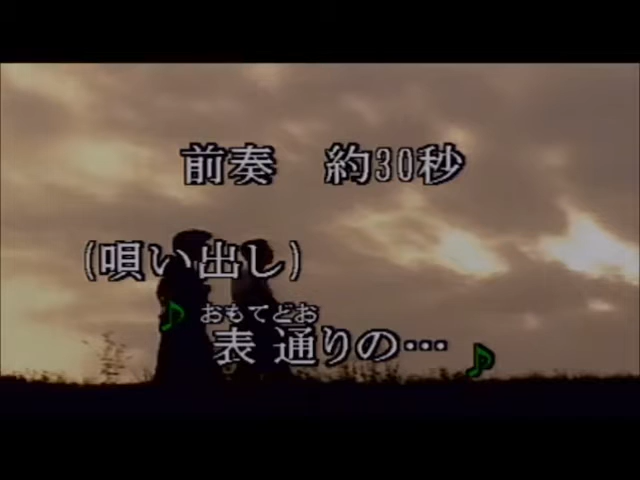 前奏　約30秒
(唄い出し)
おもてどお
♪ 表通りの… ♪